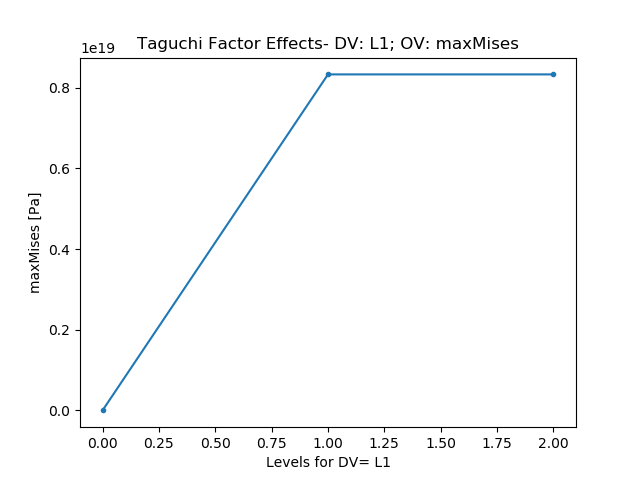 Taguchi Factor Effects- DV: L1; OV: maxMises
1e19
0.8
0.6
0.4
0.2
0.0
maxMises [Pa]
0.00 0.25 0.50 0.75 1.00 1.25 1.50 1.75 2.00
Levels for DV= L1